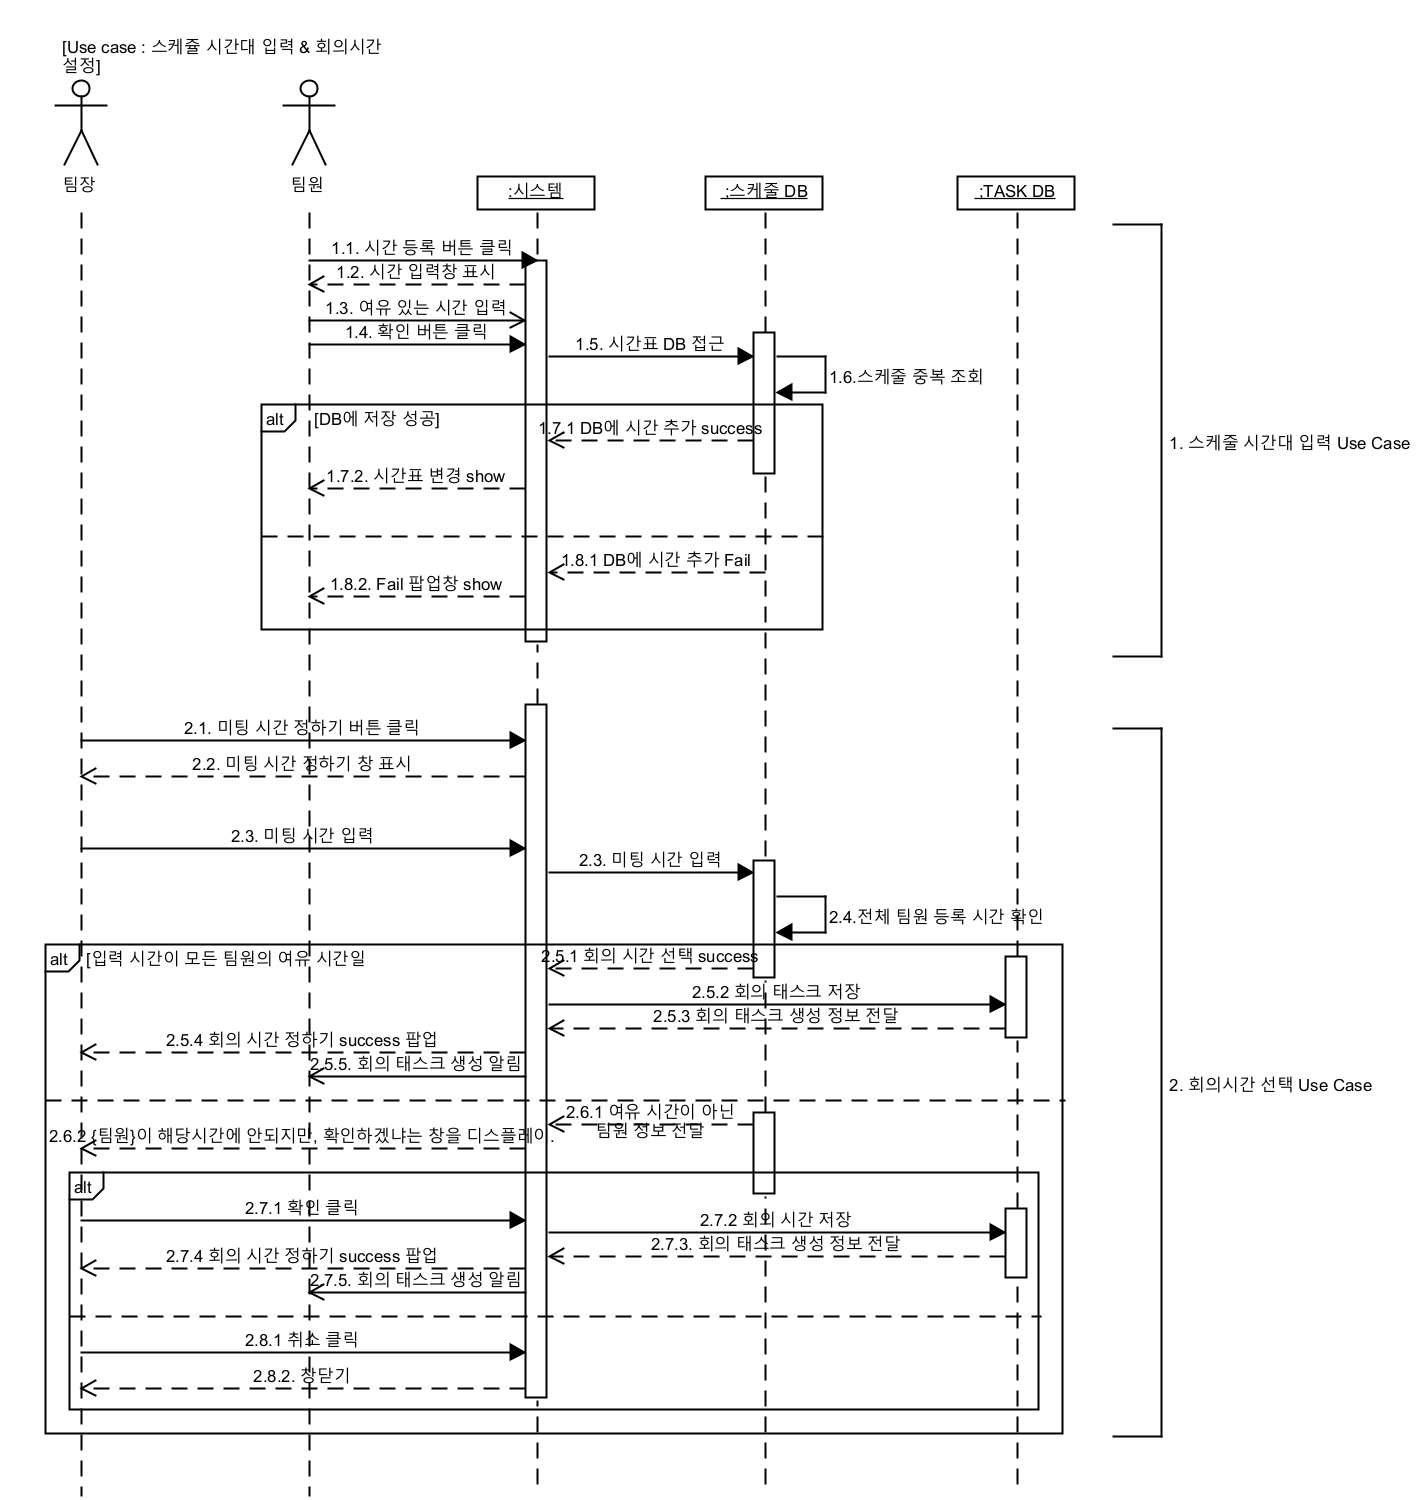 [Use case : 스케쥴 시간대 입력 & 회의시간
설정]
팀장
팀원
:시스템
:스케줄 DB
:TASK DB
1.1. 시간 등록 버튼 클릭
1.2. 시간 입력창 표시
1.3. 여유 있는 시간 입력
1.4. 확인 버튼 클릭
1.5. 시간표 DB 접근
1.6.스케줄 중복 조회
alt
[DB에 저장 성공]
1.7.1 DB에 시간 추가 success
1. 스케줄 시간대 입력 Use Case
1.7.2. 시간표 변경 show
1.8.1 DB에 시간 추가 Fail
1.8.2. Fail 팝업창 show
2.1. 미팅 시간 정하기 버튼 클릭
2.2. 미팅 시간 정하기 창 표시
2.3. 미팅 시간 입력
2.3. 미팅 시간 입력
2.4.전체 팀원 등록 시간 확인
alt
[입력 시간이 모든 팀원의 여유 시간일
2.5.1 회의 시간 선택 success
2.5.2 회의 태스크 저장
2.5.3 회의 태스크 생성 정보 전달
2.5.4 회의 시간 정하기 success 팝업
2.5.5. 회의 태스크 생성 알림
2. 회의시간 선택 Use Case
2.6.1 여유 시간이 아닌
팀원 정보 전달
2.6.2 {팀원}이 해당시간에 안되지만, 확인하겠냐는 창을 디스플레이.
alt
2.7.1 확인 클릭
2.7.2 회의 시간 저장
2.7.3. 회의 태스크 생성 정보 전달
2.7.4 회의 시간 정하기 success 팝업
2.7.5. 회의 태스크 생성 알림
2.8.1 취소 클릭
2.8.2. 창닫기